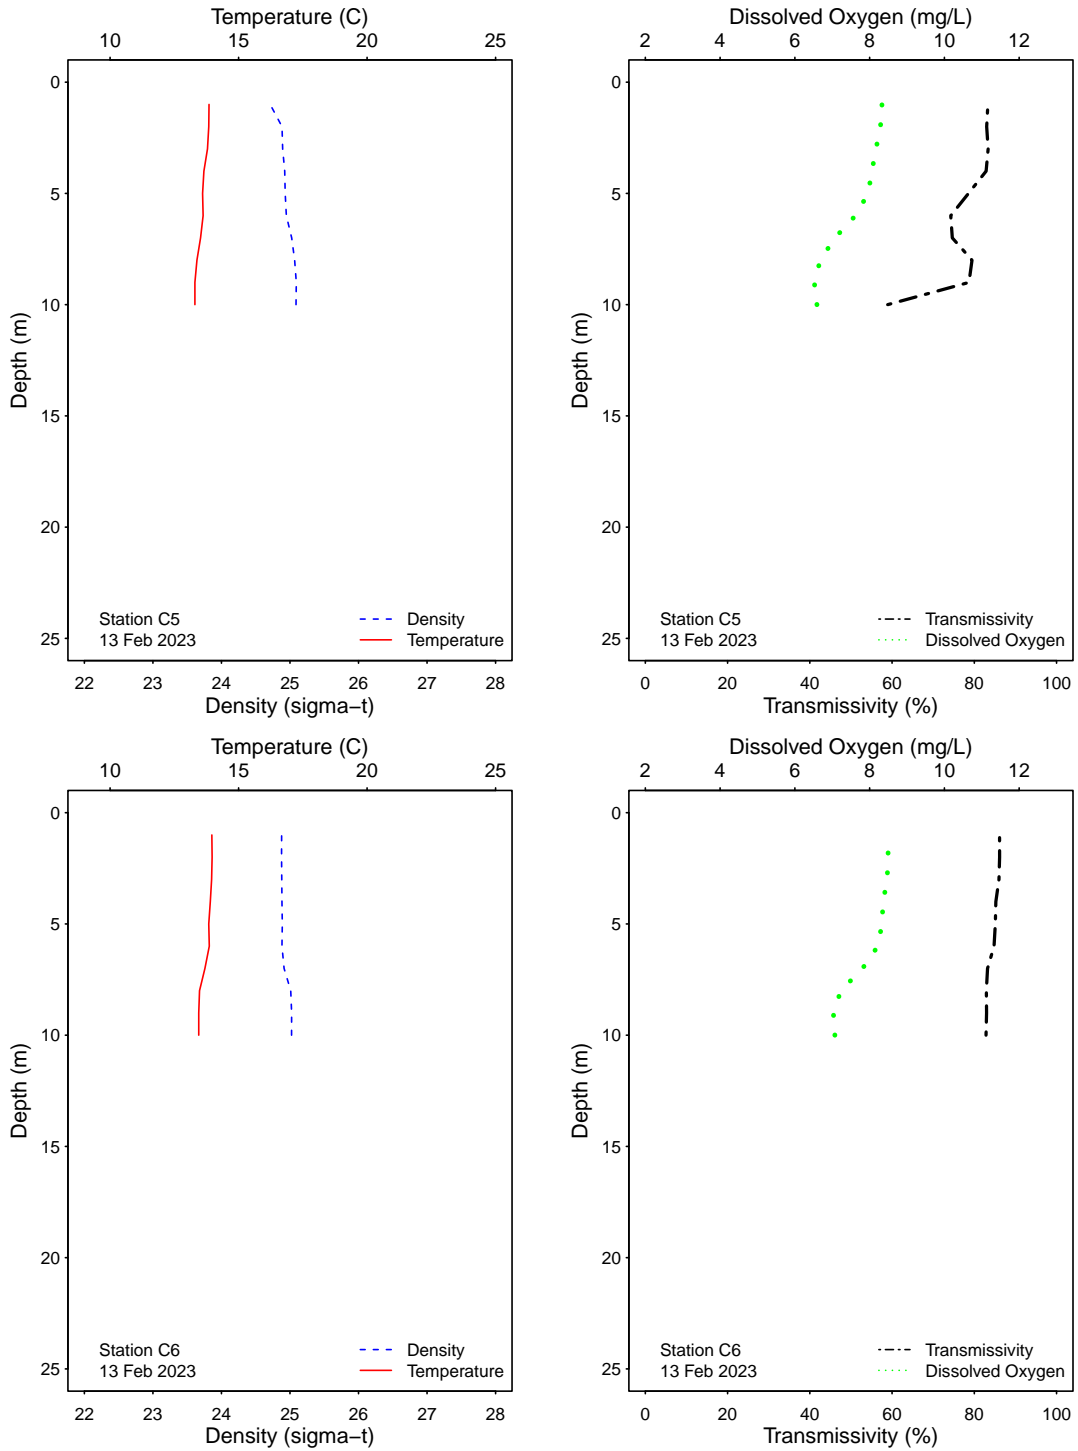 Temperature (C)
10 15 20 25
0
5
10
15
20
25
Depth (m)
Station C5
13 Feb 2023
Density
Temperature
22 23 24 25 26 27 28
Density (sigma−t)
Dissolved Oxygen (mg/L)
2 4 6 8 10 12
0
5
10
15
20
25
Depth (m)
Station C5
13 Feb 2023
Transmissivity
Dissolved Oxygen
0 20 40 60 80 100
Transmissivity (%)
Temperature (C)
10 15 20 25
0
5
10
15
20
25
Depth (m)
Station C6
13 Feb 2023
Density
Temperature
22 23 24 25 26 27 28
Density (sigma−t)
Dissolved Oxygen (mg/L)
2 4 6 8 10 12
0
5
10
15
20
25
Depth (m)
Station C6
13 Feb 2023
Transmissivity
Dissolved Oxygen
0 20 40 60 80 100
Transmissivity (%)